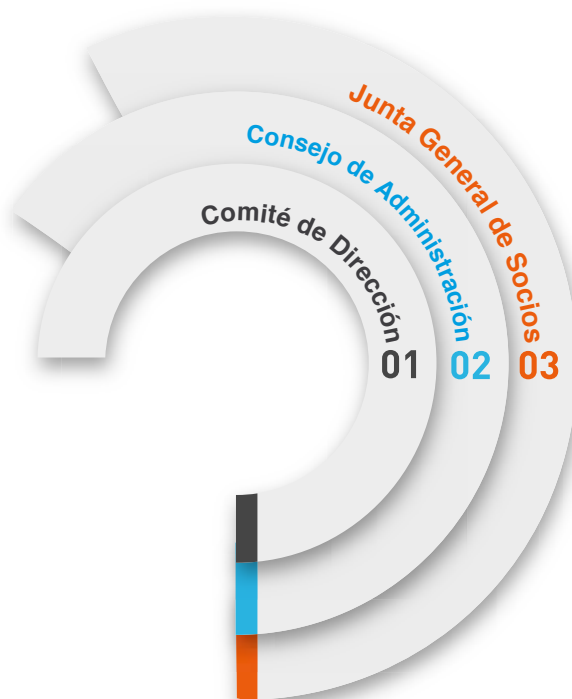 Comité de Dirección
01
Consejo de Administración
02
Junta General de Socios
03